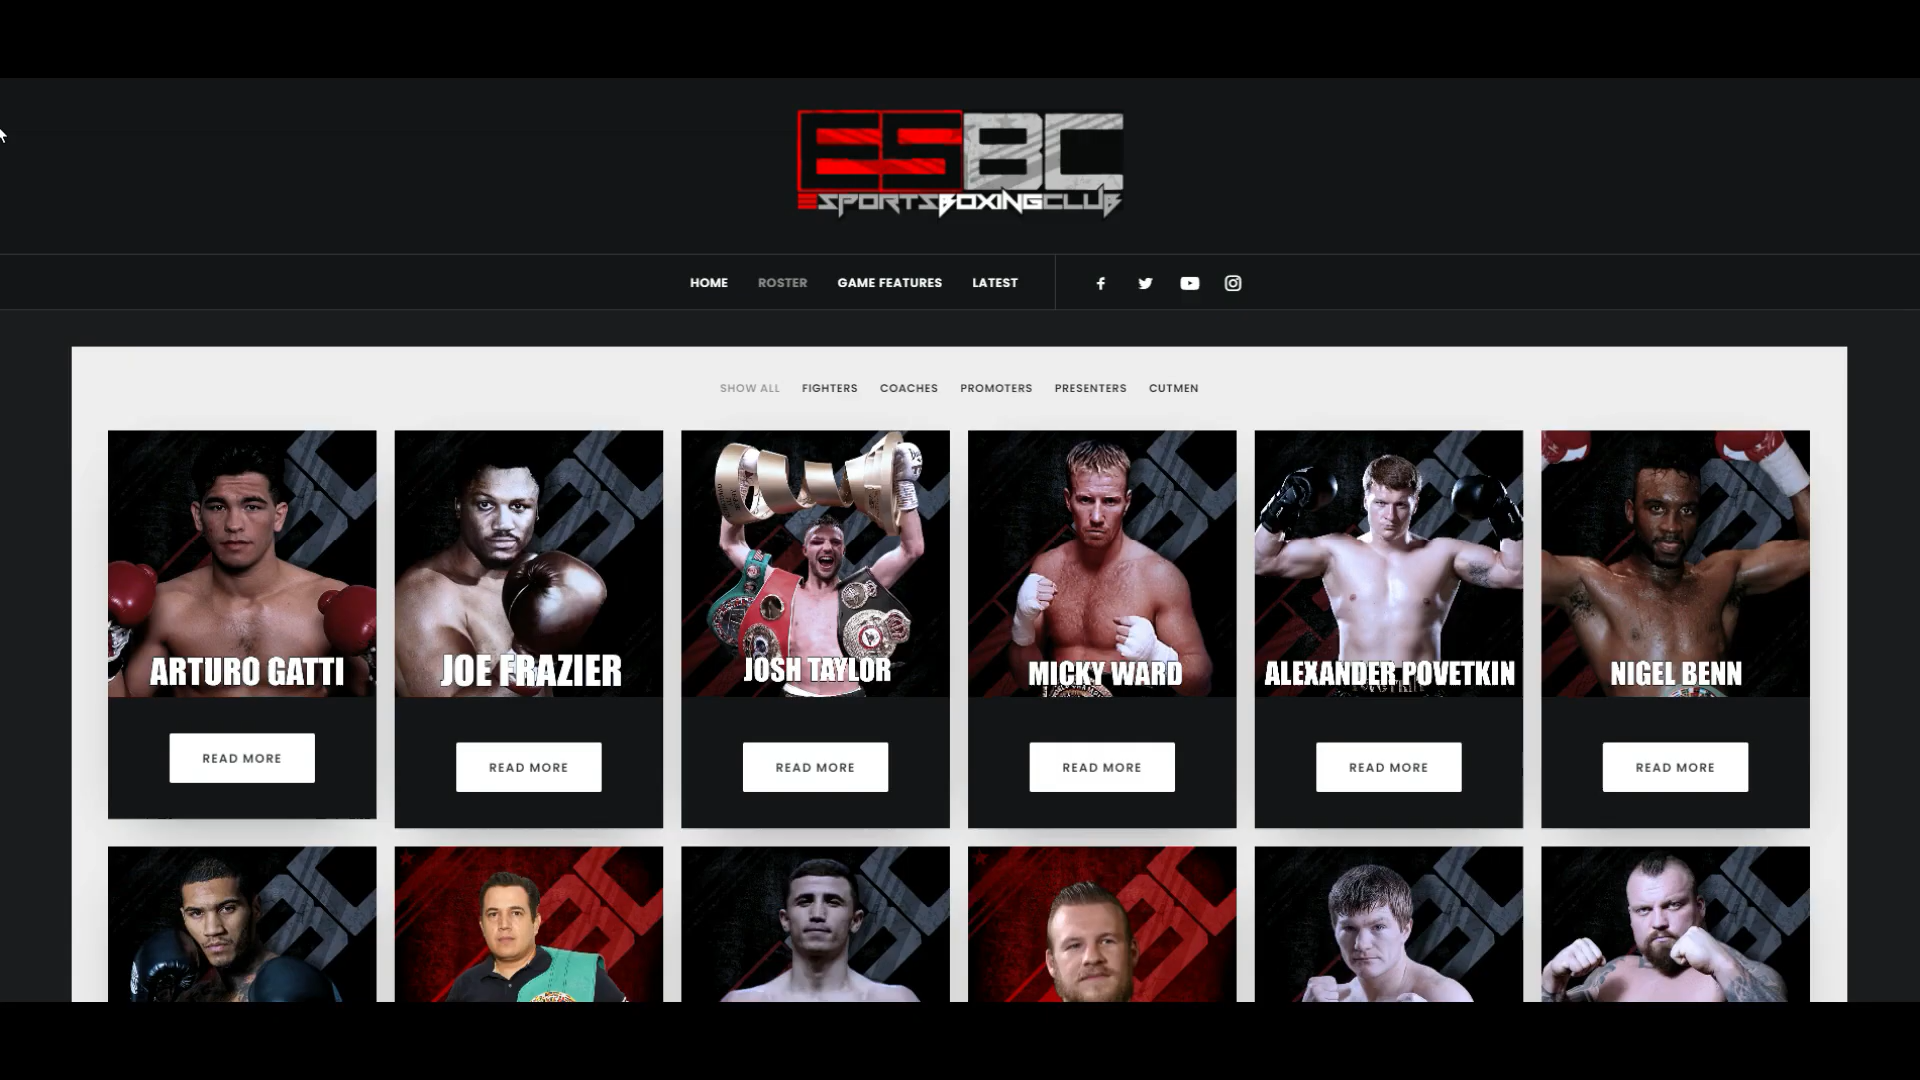 ESBC
ESPORTSBOXINGCLUB
HOME ROSTER GAME FEATURES LATEST
SHOW ALL FIGHTERS COACHES PROMOTERS PRESENTERS CUTMEN
ARTURO GATTI
JOE FRAZIER
JOSH TAYLOR
MICKY WARD
ALEXANDER POVETKIN
NIGEL BENN
READ MORE
READ MORE
READ MORE
READ MORE
READ MORE
READ MORE